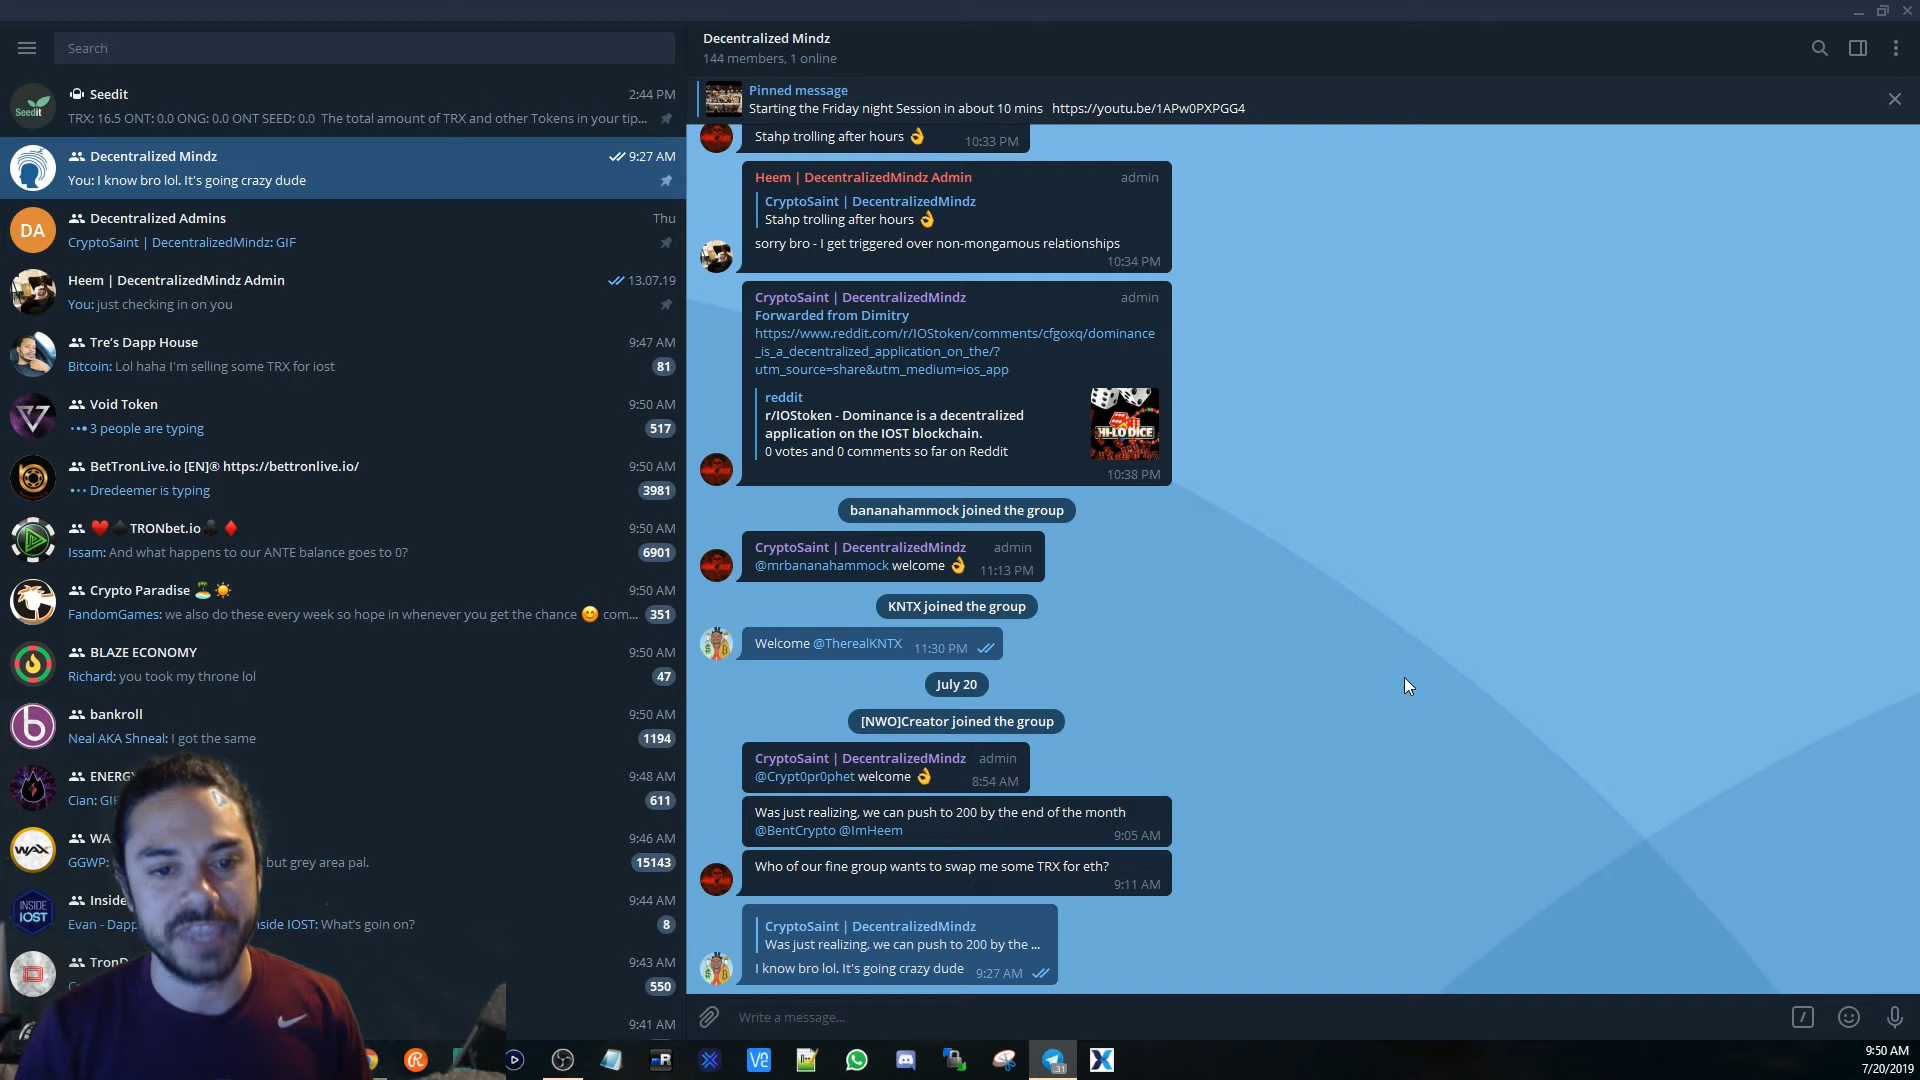 Search
Seedit
2:44 PM
TRX: 16.5 ONT: 0.0 ONG: 0.0 ONT SEED: 0.0 The total amount of TRX and other Tokens in your tip...
Decentralized Mindz
9:27 AM
You: I know bro lol. It's going crazy dude
DA
Decentralized Admins
Thu
CryptoSaint | DecentralizedMindz: GIF
Heem | DecentralizedMindz Admin
13.07.19
You: just checking in on you
Tre's Dapp House
9:47 AM
Bitcoin: Lol haha I'm selling some TRX for iost
81
Void Token
9:50 AM
3 people are typing
517
BetTronLive.io [EN]® https://bettronlive.io/
9:50 AM
Dredeemer is typing
3981
♥️♠️TRONbet.io♣️♦️
9:50 AM
Issam: And what happens to our ANTE balance goes to 0?
6901
Crypto Paradise 🏝☀️
9:50 AM
FandomGames: we also do these every week so hope in whenever you get the chance 😊 com...
351
BLAZE ECONOMY
9:50 AM
Richard: you took my throne lol
47
bankroll
9:50 AM
Neal AKA Shneal: I got the same
1194
ENERGY
9:48 AM
Cian: GIF
611
WAX
WA
9:46 AM
GGWP: but grey area pal.
15143
INSIDE
IOST
Inside
9:44 AM
Evan - Dapp nside IOST: What's goin on?
8
TronD
9:43 AM
550
9:41 AM
Decentralized Mindz
144 members, 1 online
Pinned message
Starting the Friday night Session in about 10 mins https://youtu.be/1APw0PXPGG4
Stahp trolling after hours 👌
10:33 PM
Heem | DecentralizedMindz Admin
admin
CryptoSaint | DecentralizedMindz
Stahp trolling after hours 👌
sorry bro - I get triggered over non-mongamous relationships
10:34 PM
CryptoSaint | DecentralizedMindz
admin
Forwarded from Dimitry
https://www.reddit.com/r/IOStoken/comments/cfgoxq/dominance
_is_a_decentralized_application_on_the/?
utm_source=share&utm_medium=ios_app
reddit
r/IOStoken - Dominance is a decentralized
application on the IOST blockchain.
0 votes and 0 comments so far on Reddit
HI-LO DICE
10:38 PM
bananahammock joined the group
CryptoSaint | DecentralizedMindz
admin
@mrbananahammock welcome 👌
11:13 PM
KNTX joined the group
Welcome @TherealKNTX
11:30 PM
July 20
[NWO]Creator joined the group
CryptoSaint | DecentralizedMindz
admin
@Crypt0pr0phet welcome 👌
8:54 AM
Was just realizing, we can push to 200 by the end of the month
@BentCrypto @ImHeem
9:05 AM
Who of our fine group wants to swap me some TRX for eth?
9:11 AM
CryptoSaint | DecentralizedMindz
Was just realizing, we can push to 200 by the ...
I know bro lol. It's going crazy dude
9:27 AM
Write a message...
31
9:50 AM
7/20/2019